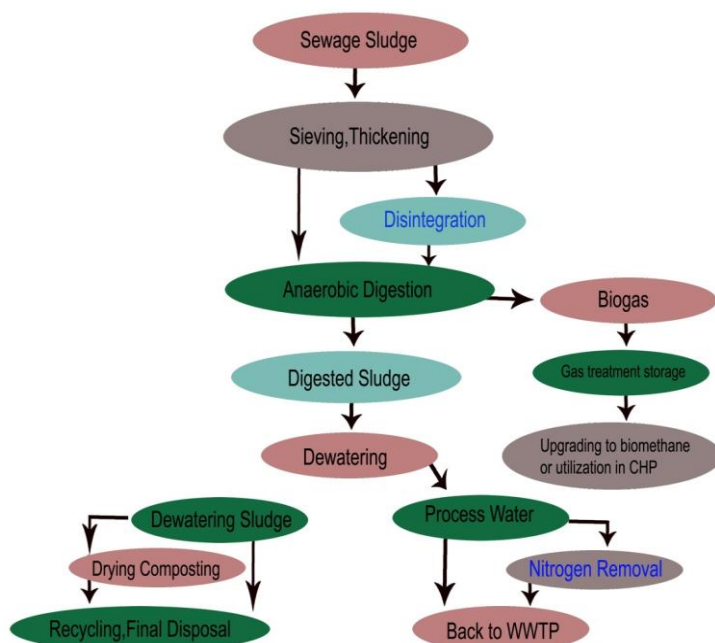 Sewage Sludge
Sieving,Thickening
Disintegration
Anaerobic Digestion
Biogas
Digested Sludge
Gas treatment storage
Dewatering
Upgrading to biomethane
or utilization in CHP
Dewatering Sludge
Process Water
Drying Composting
Nitrogen Removal
Recycling,Final Disposal
Back to WWTP